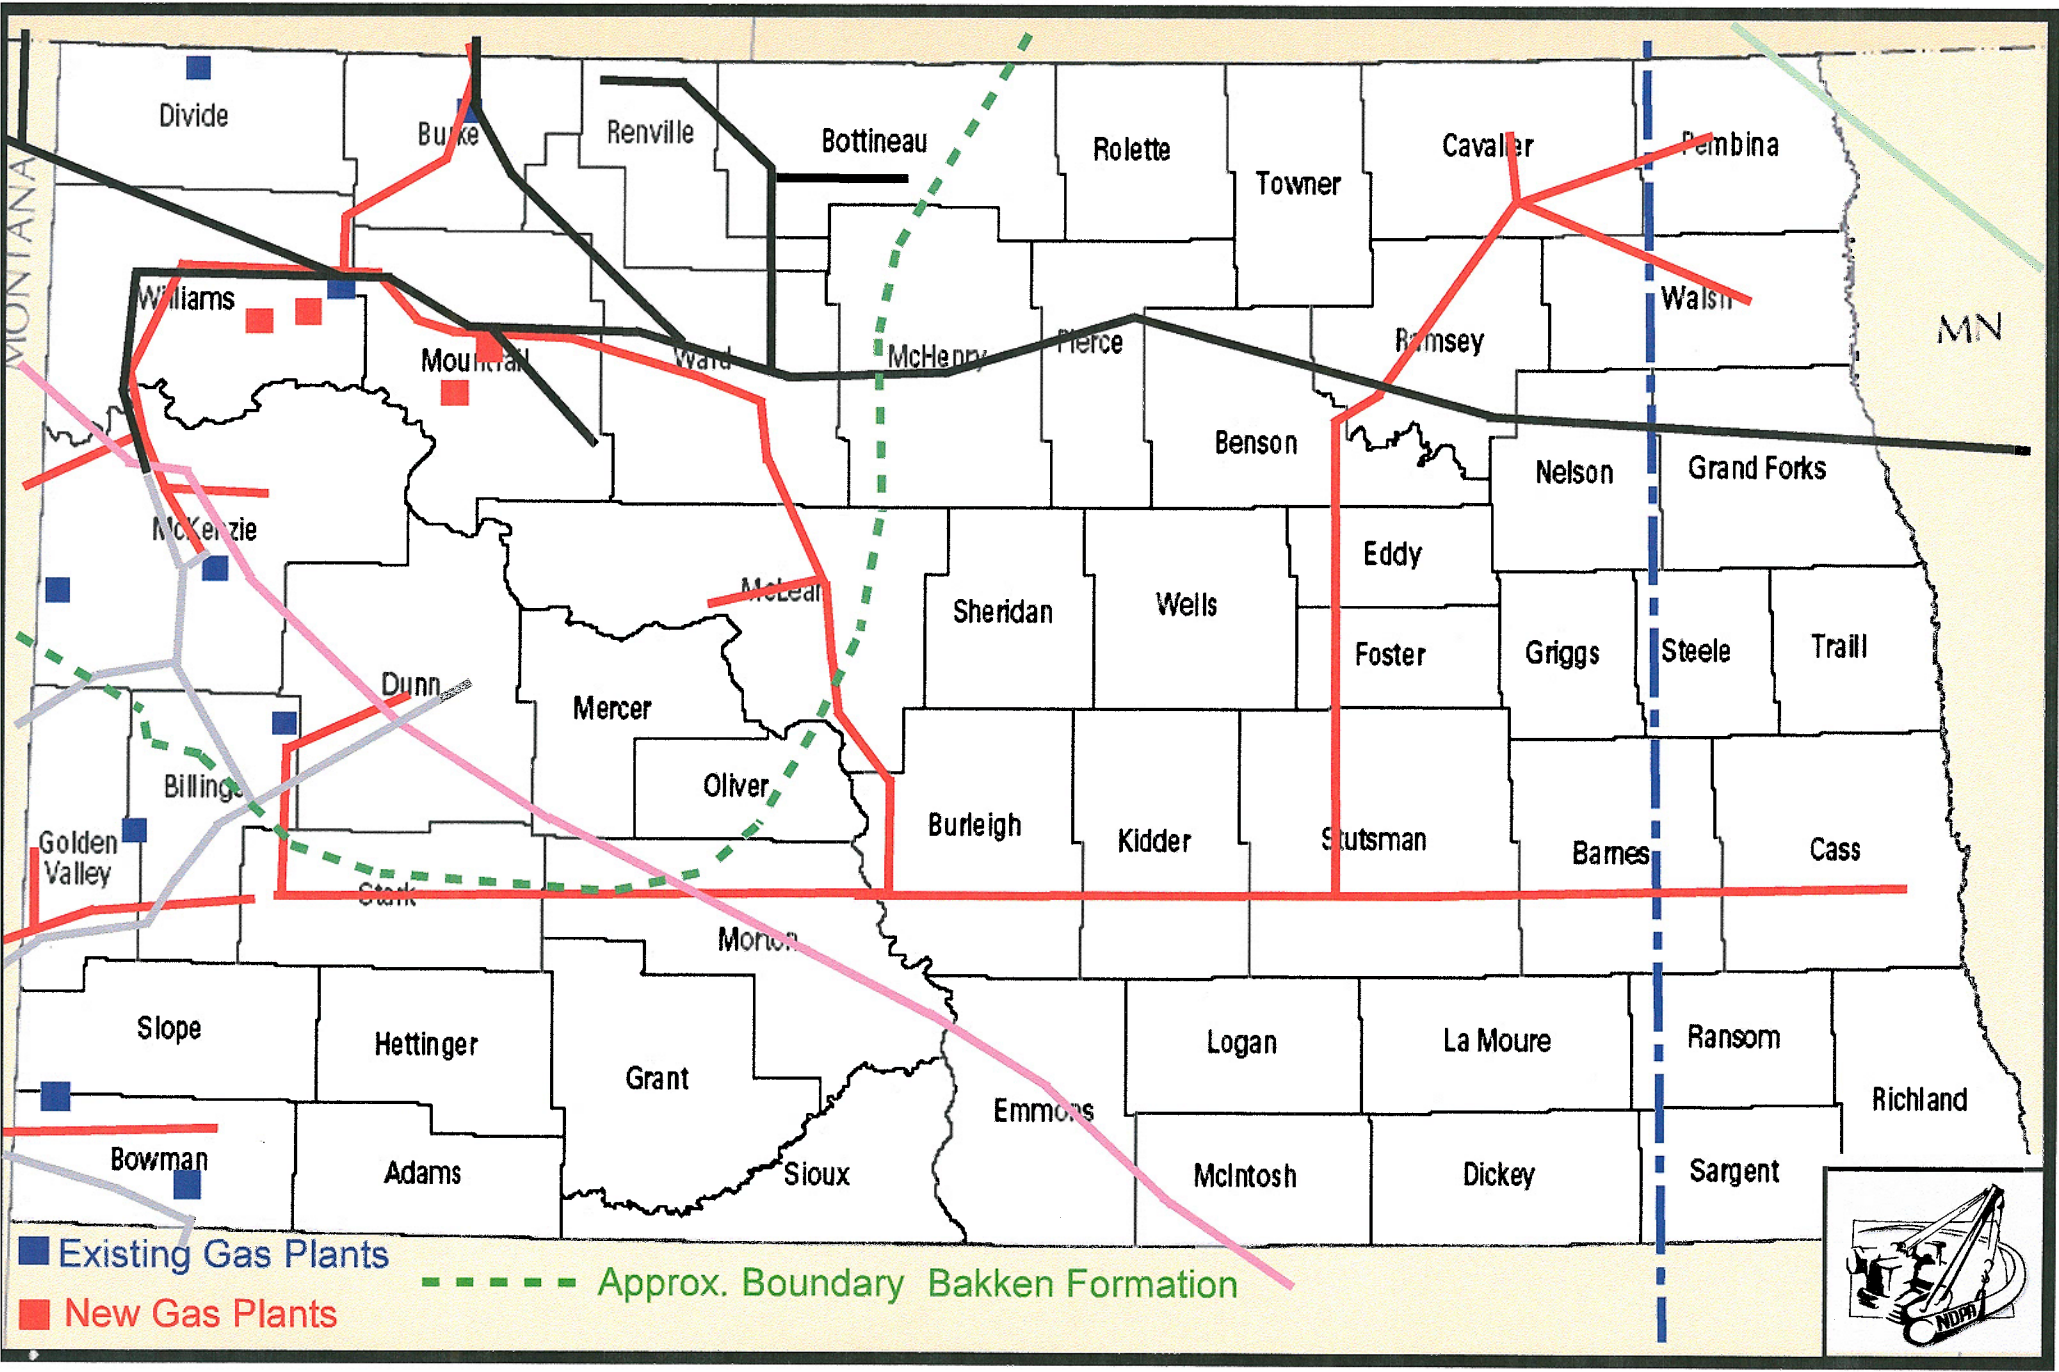 Divide
Burke
Renville
Bottineau
Rolette
Towner
Cavalier
Pembina
MONTANA
Williams
Mountrail
Ward
McHenry
Pierce
Ramsey
Walsh
MN
Benson
Nelson
Grand Forks
McKenzie
McLean
Sheridan
Wells
Eddy
Foster
Griggs
Steele
Traill
Dunn
Mercer
Oliver
Billings
Golden
Valley
Stark
Morton
Burleigh
Kidder
Stutsman
Barnes
Cass
Slope
Hettinger
Grant
Emmons
Logan
La Moure
Ransom
Richland
Bowman
Adams
Sioux
McIntosh
Dickey
Sargent
Existing Gas Plants
New Gas Plants
Approx. Boundary Bakken Formation
NDPA